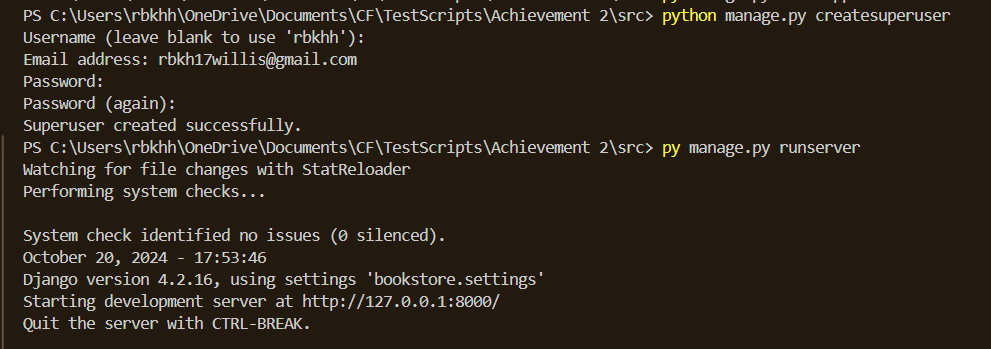 PS C:\Users\rbkhh\OneDrive\Documents\CF\TestScripts\Achievement 2\src> python manage.py createsuperuser
Username (leave blank to use 'rbkhh'):
Email address: rbkh17willis@gmail.com
Password:
Password (again):
Superuser created successfully.
PS C:\Users\rbkhh\OneDrive\Documents\CF\TestScripts\Achievement 2\src> py manage.py runserver
Watching for file changes with StatReloader
Performing system checks...
System check identified no issues (0 silenced).
October 20, 2024 - 17:53:46
Django version 4.2.16, using settings 'bookstore.settings'
Starting development server at http://127.0.0.1:8000/
Quit the server with CTRL-BREAK.